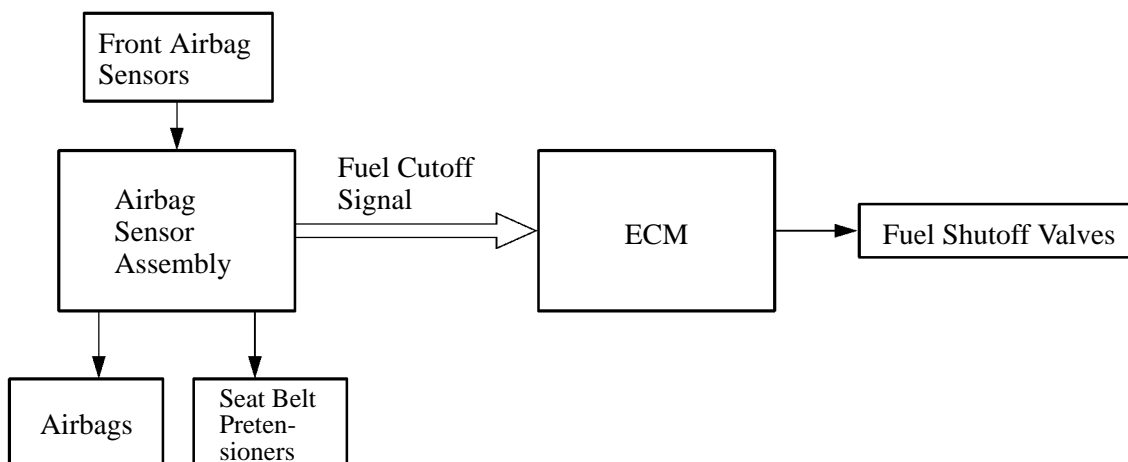 Front Airbag
Sensors
Airbag
Sensor
Assembly
Fuel Cutoff
Signal
ECM
Fuel Shutoff Valves
Airbags
Seat Belt
Preten-
sioners